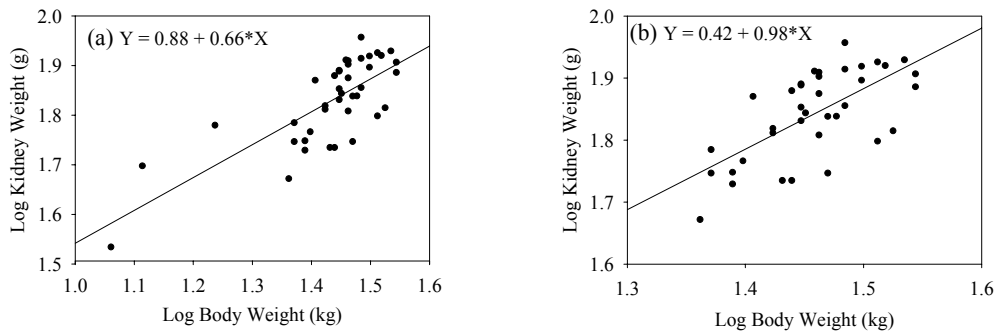 (a) Y = 0.88 + 0.66*X
Log Kidney Weight (g)
2.0
1.9
1.8
1.7
1.6
1.5
1.0 1.1 1.2 1.3 1.4 1.5 1.6
Log Body Weight (kg)
(b) Y = 0.42 + 0.98*X
Log Kidney Weight (g)
2.0
1.9
1.8
1.7
1.6
1.3 1.4 1.5 1.6
Log Body Weight (kg)